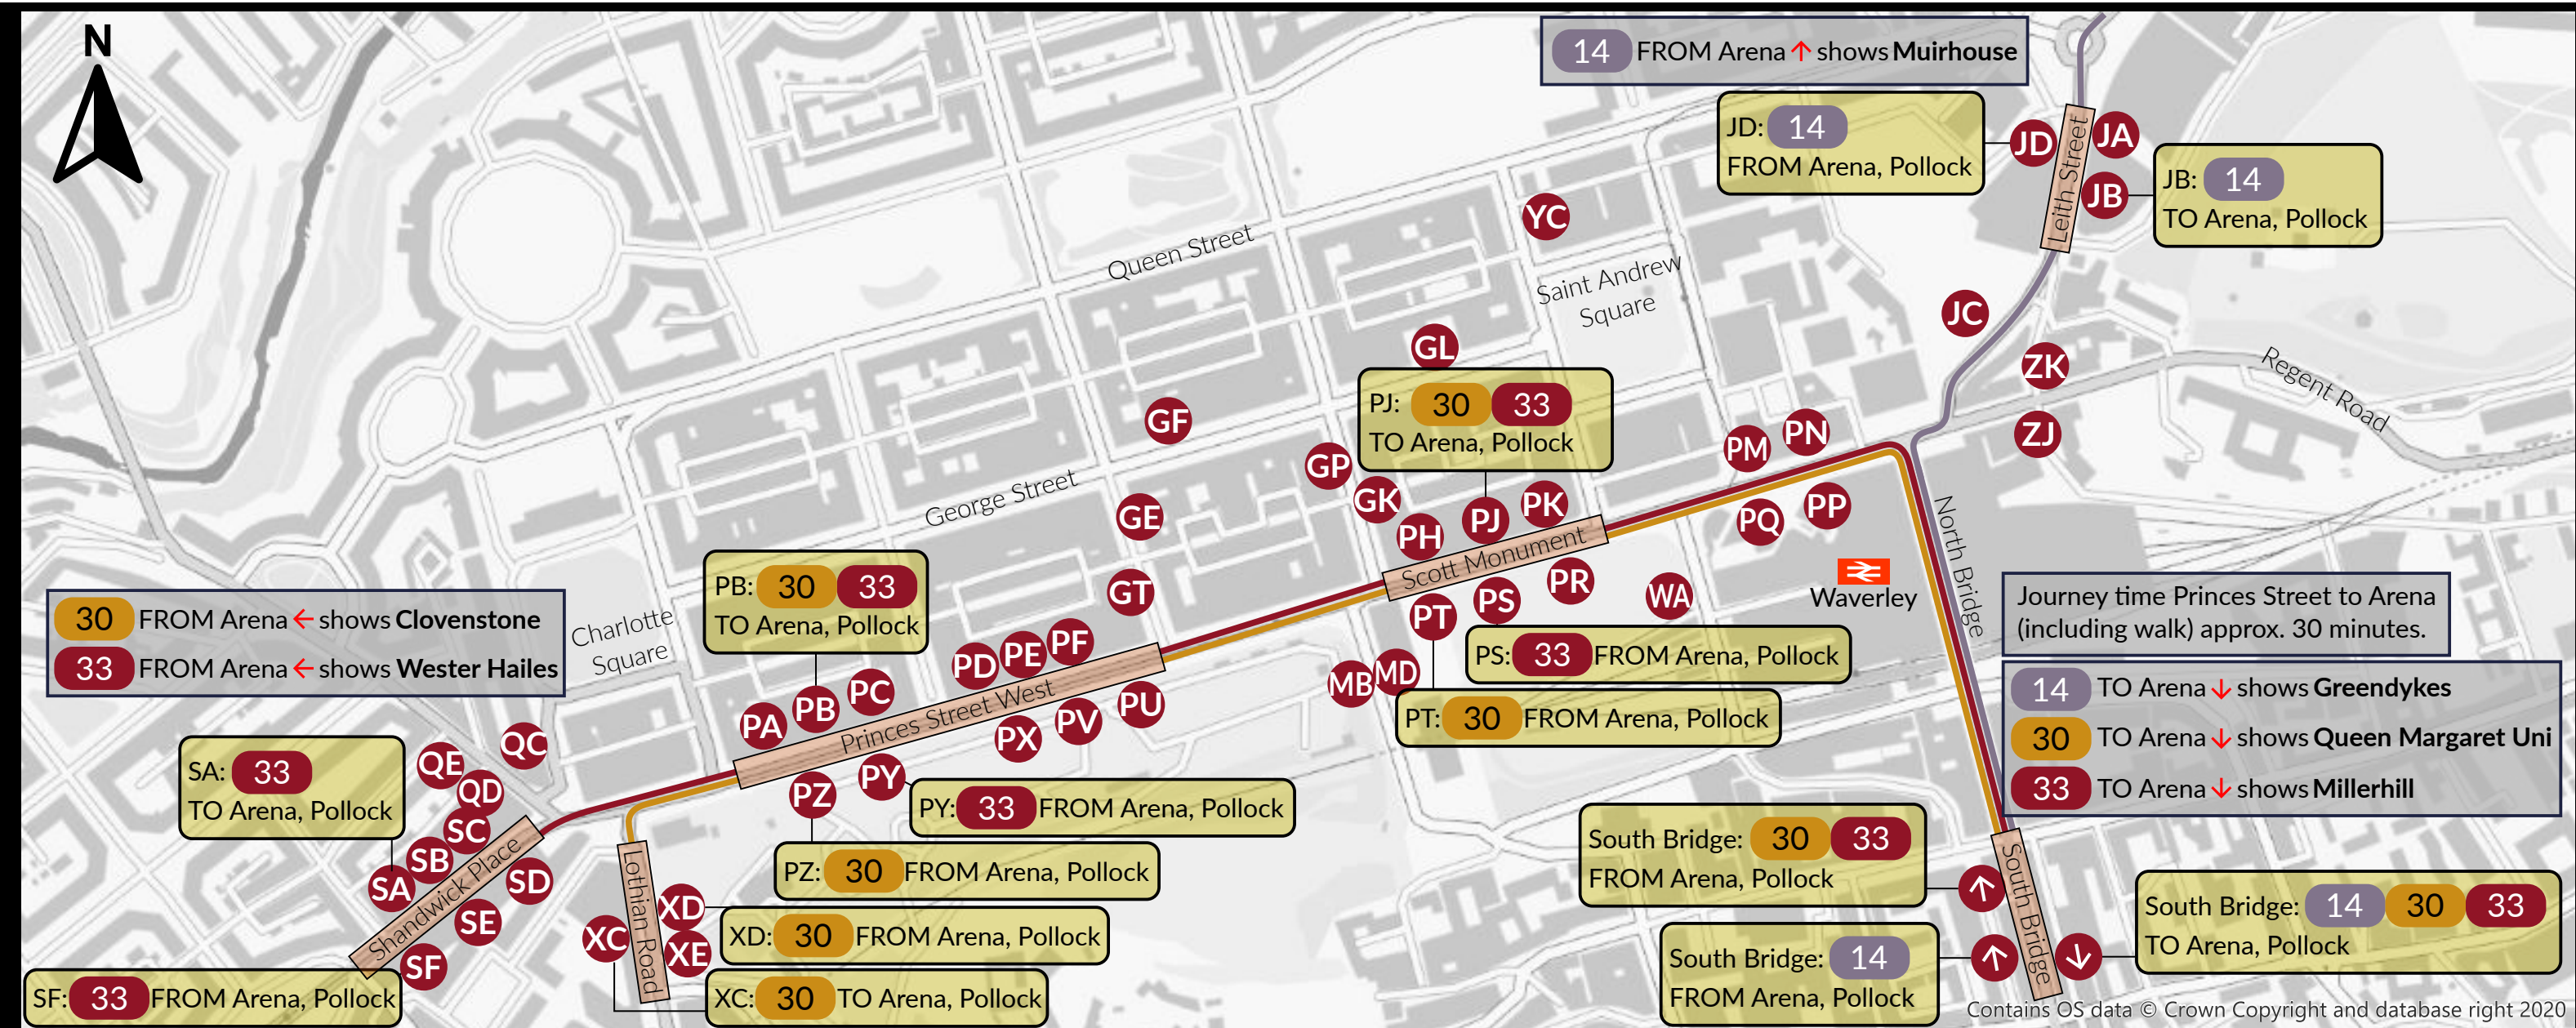 N
14 FROM Arena ↑ shows Muirhouse
JD: 14
FROM Arena, Pollock
JD
JA
Leith Street
JB
JB: 14
TO Arena, Pollock
YC
Queen Street
Saint Andrew
Square
JC
GL
ZK
Regent Road
PJ: 30 33
TO Arena, Pollock
GF
PN
PM
ZJ
GP
George Street
GK
PK
PJ
PH
GE
PP
PQ
North Bridge
Scott Monument
Waverley
PR
PS
PT
WA
GT
PB: 30 33
TO Arena, Pollock
30 FROM Arena ← shows Clovenstone
33 FROM Arena ← shows Wester Hailes
Charlotte
Square
Journey time Princes Street to Arena
(including walk) approx. 30 minutes.
PF
PE
PD
PS: 33 FROM Arena, Pollock
MB
MD
PT: 30 FROM Arena, Pollock
14 TO Arena ↓ shows Greendykes
30 TO Arena ↓ shows Queen Margaret Uni
33 TO Arena ↓ shows Millerhill
PC
PB
PA
Princes Street West
PU
PV
PX
PY
PZ
QC
QE
QD
SA: 33
TO Arena, Pollock
PY: 33 FROM Arena, Pollock
SC
SB
SA
Shandwick Place
SD
SE
SF
PZ: 30 FROM Arena, Pollock
South Bridge: 30 33
FROM Arena, Pollock
South Bridge
South Bridge: 14 30 33
TO Arena, Pollock
Lothian Road
XD
XC
XE
XD: 30 FROM Arena, Pollock
South Bridge: 14
FROM Arena, Pollock
SF: 33 FROM Arena, Pollock
XC: 30 TO Arena, Pollock
Contains OS data © Crown Copyright and database right 2020